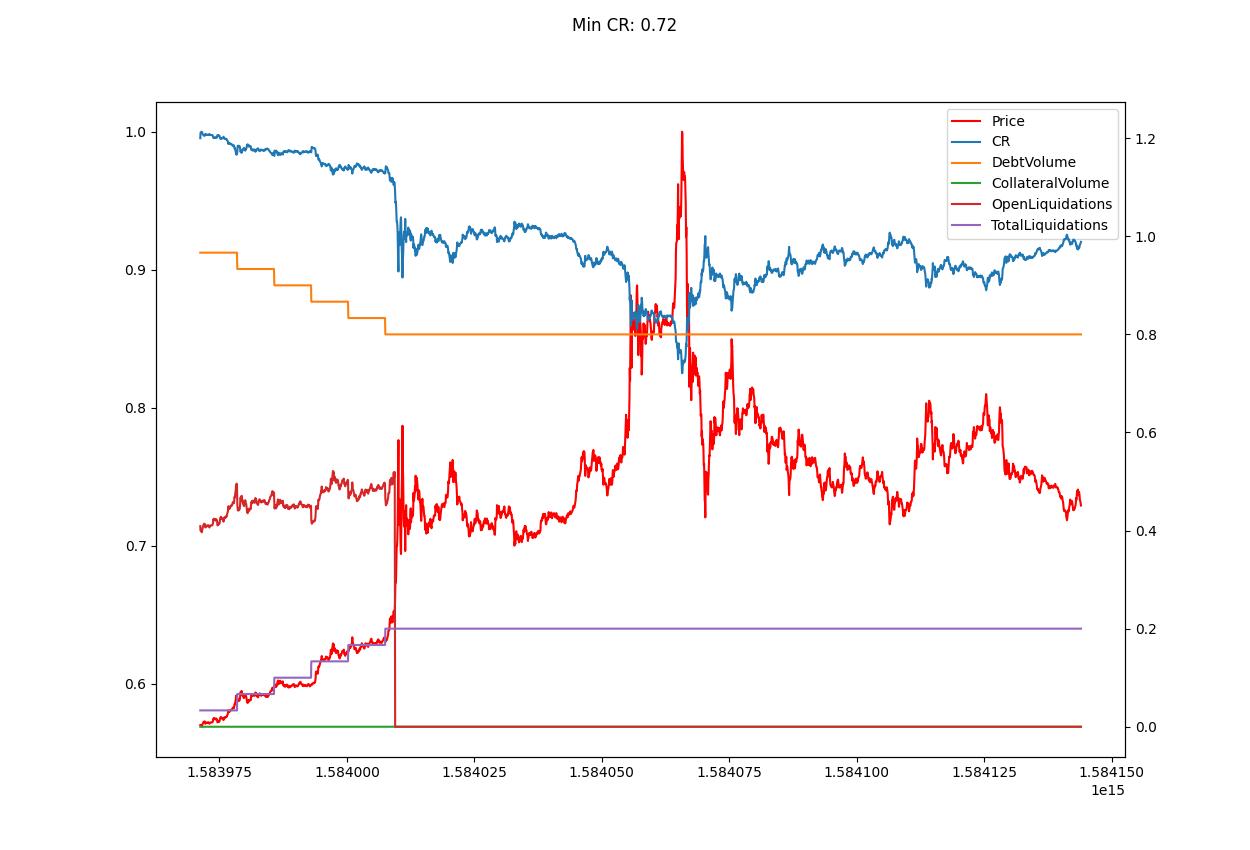 Min CR: 0.72
1.0
0.9
0.8
0.7
0.6
1.2
1.0
0.8
0.6
0.4
0.2
0.0
Price
CR
DebtVolume
CollateralVolume
OpenLiquidations
TotalLiquidations
1.583975 1.584000 1.584025 1.584050 1.584075 1.584100 1.584125 1.584150
1e15